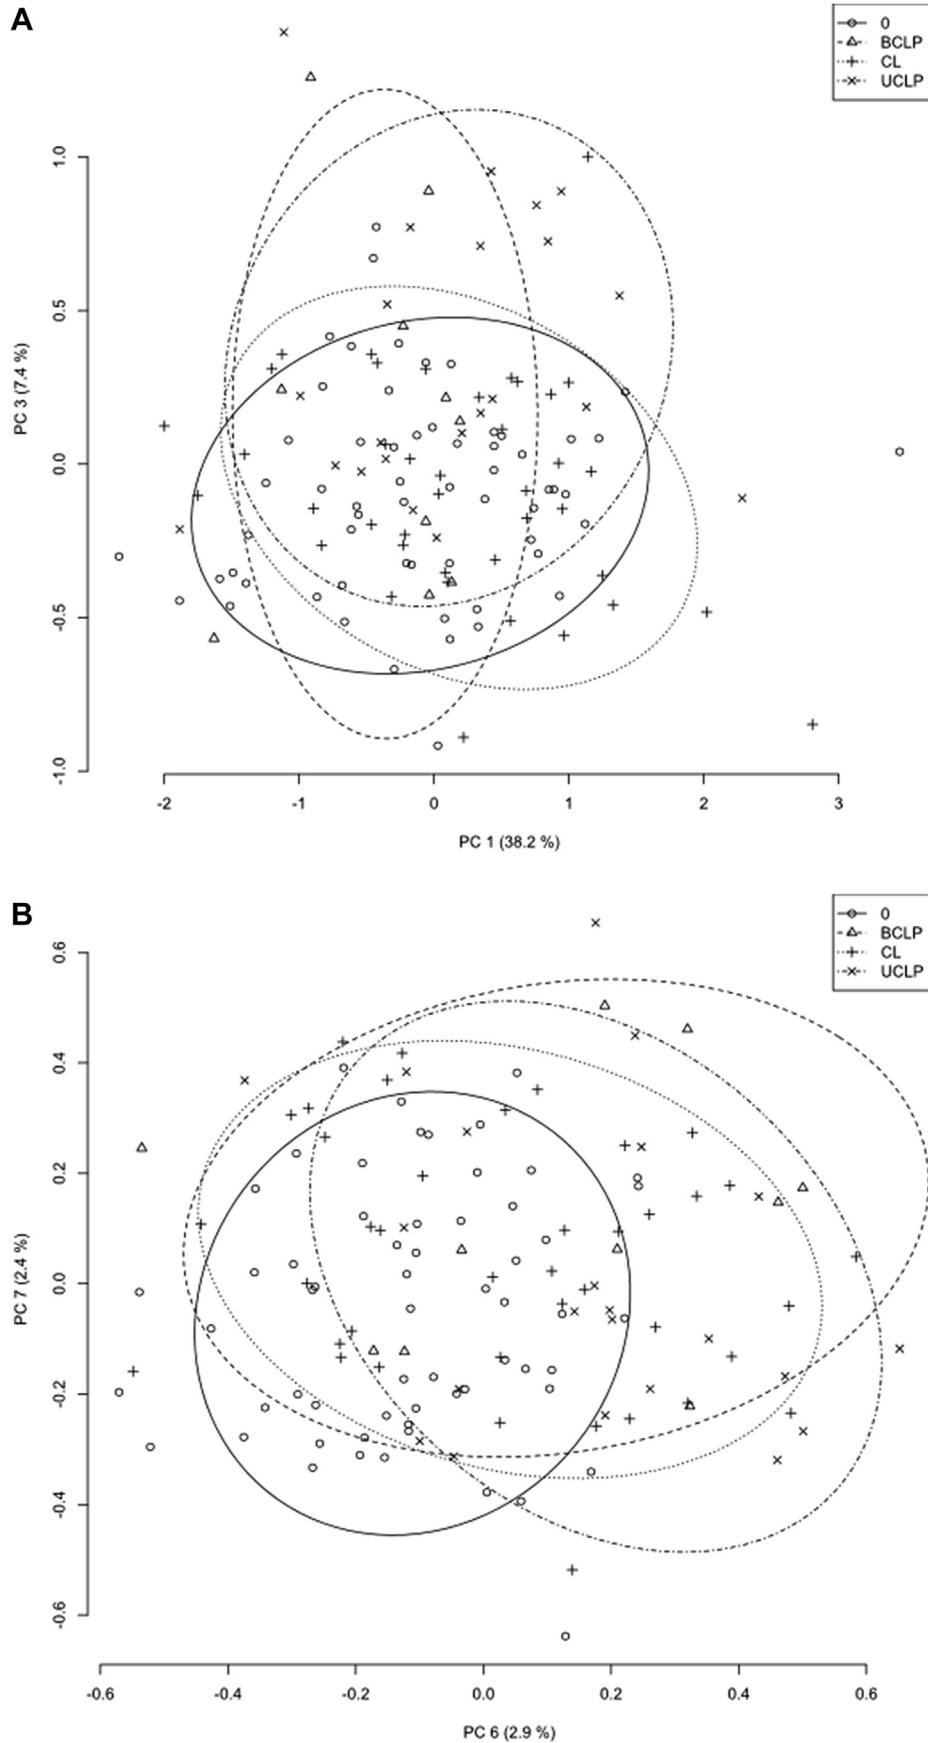 A
0
BCLP
CL
UCLP
1.0
0.5
0.0
-0.5
-1.0
PC 3 (7.4 %)
-2 -1 0 1 2 3
PC 1 (38.2 %)
B
0
BCLP
CL
UCLP
0.6
0.4
0.2
0.0
-0.2
-0.4
-0.6
PC 7 (2.4 %)
-0.6 -0.4 -0.2 0.0 0.2 0.4 0.6
PC 6 (2.9 %)